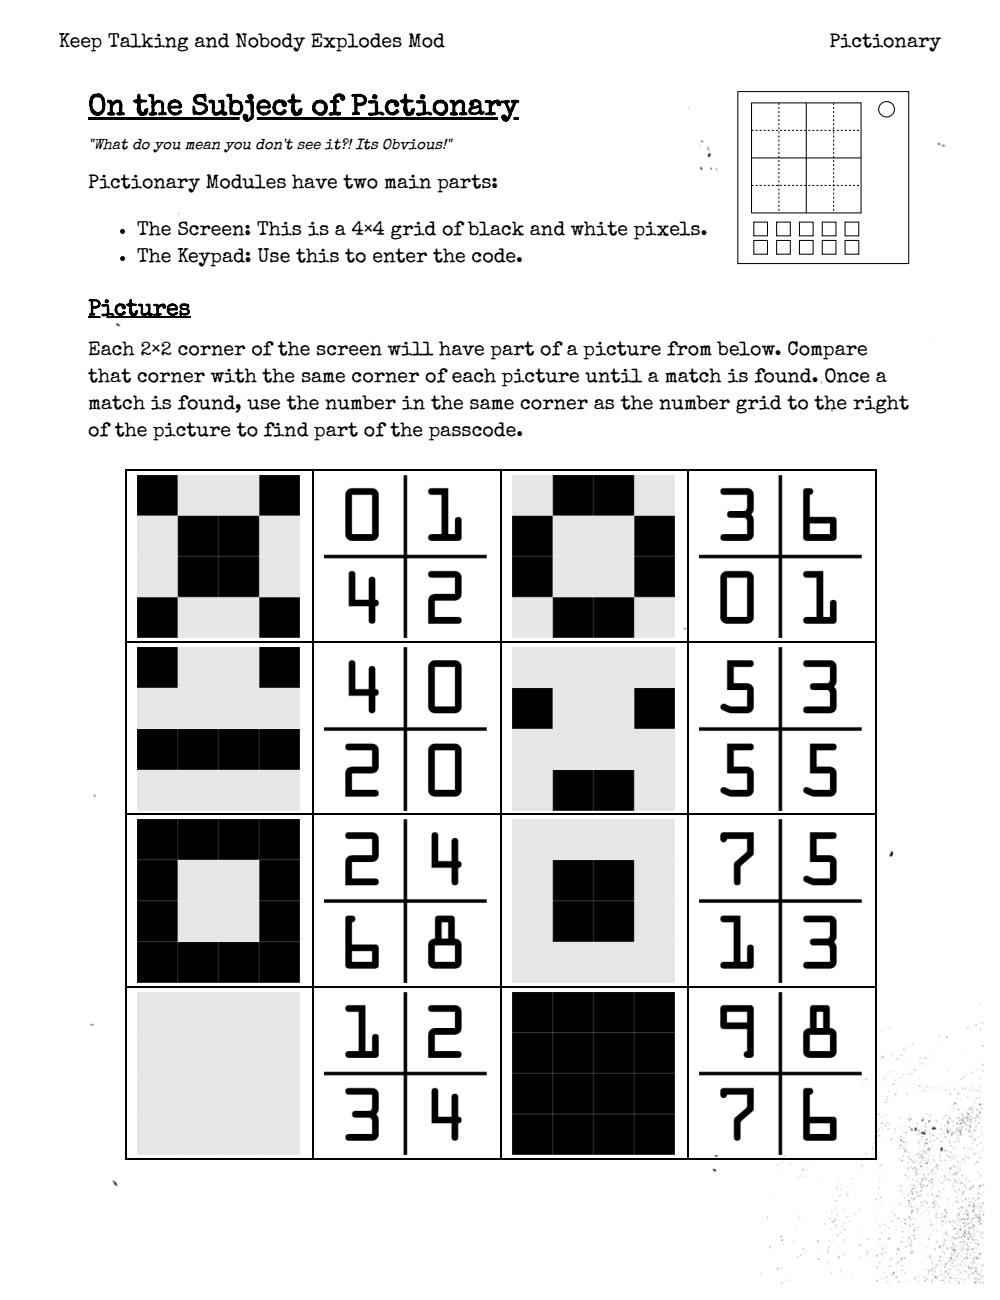 Keep Talking and Nobody Explodes Mod Pictionary
On the Subject of Pictionary
"What do you mean you don't see it?! Its Obvious!"
Pictionary Modules have two main parts:
• The Screen: This is a 4×4 grid of black and white pixels.
• The Keypad: Use this to enter the code.
Pictures
Each 2×2 corner of the screen will have part of a picture from below. Compare
that corner with the same corner of each picture until a match is found. Once a
match is found, use the number in the same corner as the number grid to the right
of the picture to find part of the passcode.
0 1 3 6
4 2 0 1
4 0 5 3
2 0 5 5
2 4 7 5
6 8 1 3
1 2 9 8
3 4 7 6